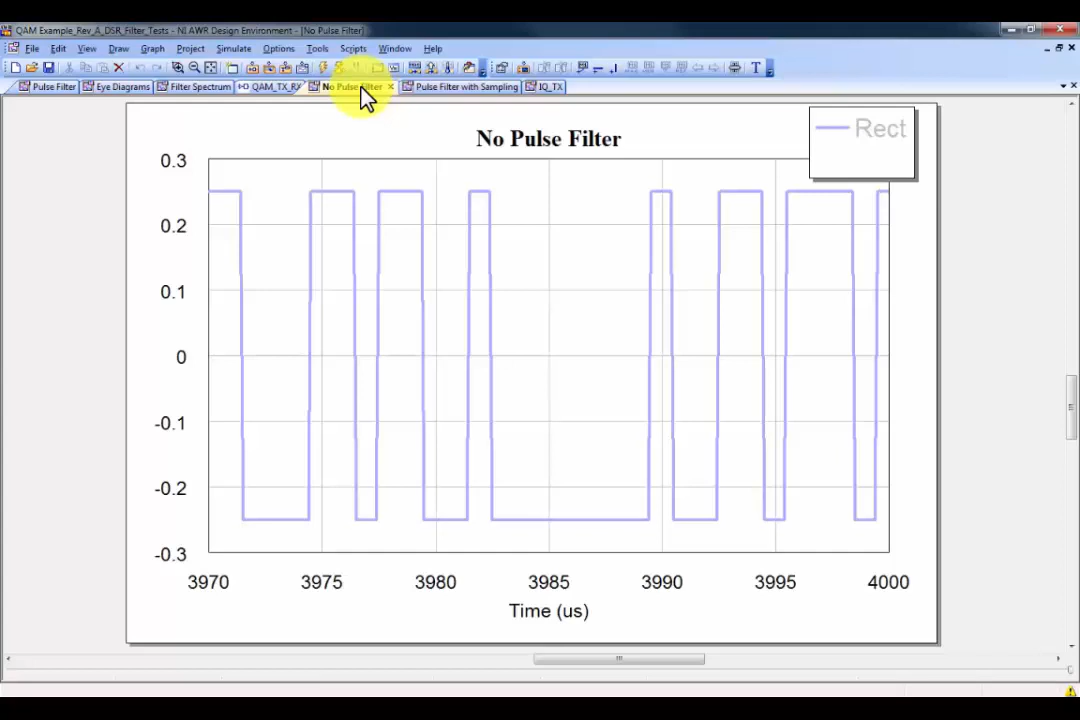 QAM Example_Rev_A_DSR_Filter_Tests - NI AWR Design Environment - [No Pulse Filter]
File Edit View Draw Graph Project Simulate Options Tools Scripts Window Help
Pulse Filter Eye Diagrams Filter Spectrum QAM_TX_RX No Pulse Filter Pulse Filter with Sampling IQ_TX
No Pulse Filter
Rect
0.3
0.2
0.1
0
-0.1
-0.2
-0.3
3970 3975 3980 3985 3990 3995 4000
Time (us)